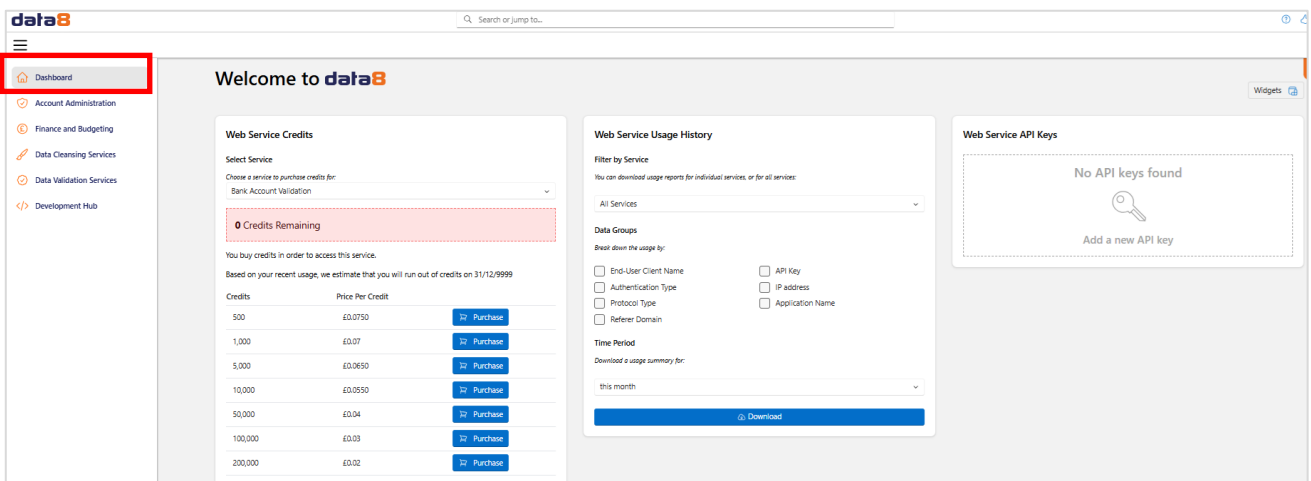 data8
Search or jump to...
Dashboard
Account Administration
Finance and Budgeting
Data Cleansing Services
Data Validation Services
Development Hub
Welcome to data8
Widgets
Web Service Credits
Select Service
Choose a service to purchase credits for:
Bank Account Validation
0 Credits Remaining
You buy credits in order to access this service.
Based on your recent usage, we estimate that you will run out of credits on 31/12/9999
Credits Price Per Credit
500 £0.0750 Purchase
1,000 £0.07 Purchase
5,000 £0.0650 Purchase
10,000 £0.0550 Purchase
50,000 £0.04 Purchase
100,000 £0.03 Purchase
200,000 £0.02 Purchase
Web Service Usage History
Filter by Service
You can download usage reports for individual services, or for all services:
All Services
Data Groups
Break down the usage by:
End-User Client Name API Key
Authentication Type IP address
Protocol Type Application Name
Referer Domain
Time Period
Download a usage summary for:
this month
Download
Web Service API Keys
No API keys found
Add a new API key